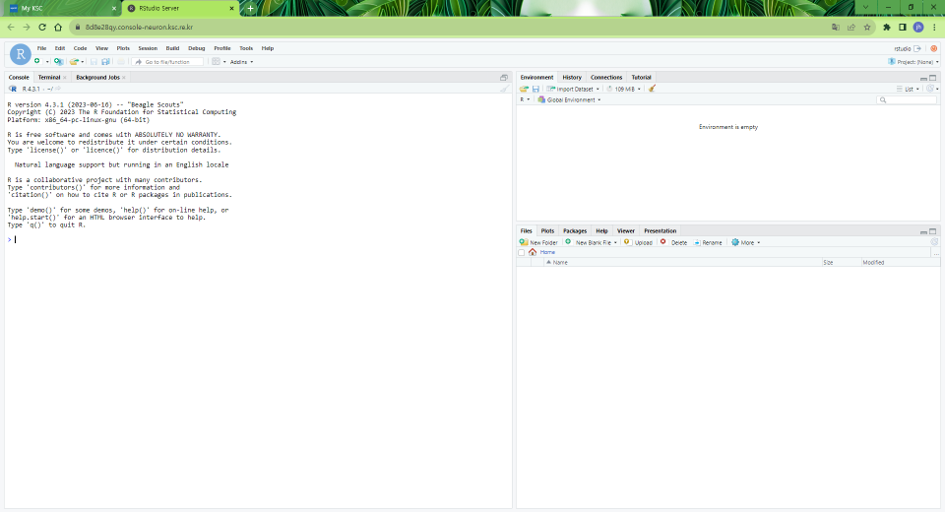 My KSC
RStudio Server
8d8e28qy.console-neuron.ksc.re.kr
File Edit Code View Plots Session Build Debug Profile Tools Help
rstudio
Go to file/function
Addins
Project: (None)
Console Terminal Background Jobs
R 4.3.1 · ~/
R version 4.3.1 (2023-06-16) -- "Beagle Scouts"
Copyright (C) 2023 The R Foundation for Statistical Computing
Platform: x86_64-pc-linux-gnu (64-bit)
R is free software and comes with ABSOLUTELY NO WARRANTY.
You are welcome to redistribute it under certain conditions.
Type 'license()' or 'licence()' for distribution details.
Natural language support but running in an English locale
R is a collaborative project with many contributors.
Type 'contributors()' for more information and
'citation()' on how to cite R or R packages in publications.
Type 'demo()' for some demos, 'help()' for on-line help, or
'help.start()' for an HTML browser interface to help.
Type 'q()' to quit R.
>
Environment History Connections Tutorial
Import Dataset 109 MiB List
R Global Environment
Environment is empty
Files Plots Packages Help Viewer Presentation
New Folder New Blank File Upload Delete Rename More
Home
Name Size Modified